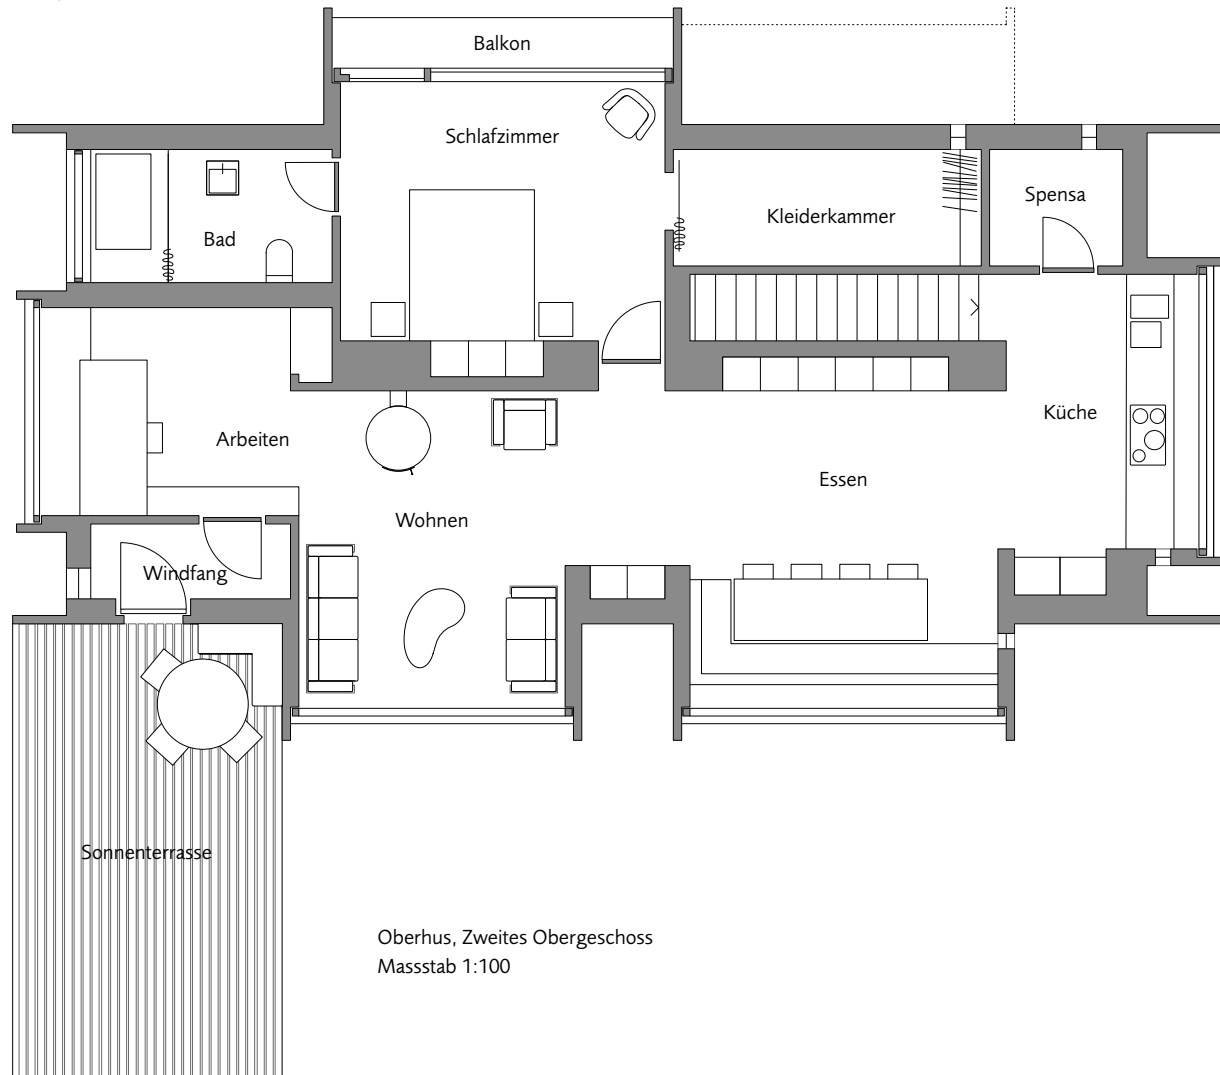 Balkon
Schlafzimmer
Spensa
Kleiderkammer
Bad
Küche
Arbeiten
Essen
Wohnen
Windfang
Sonnenterrasse
Oberhus, Zweites Obergeschoss
Massstab 1:100